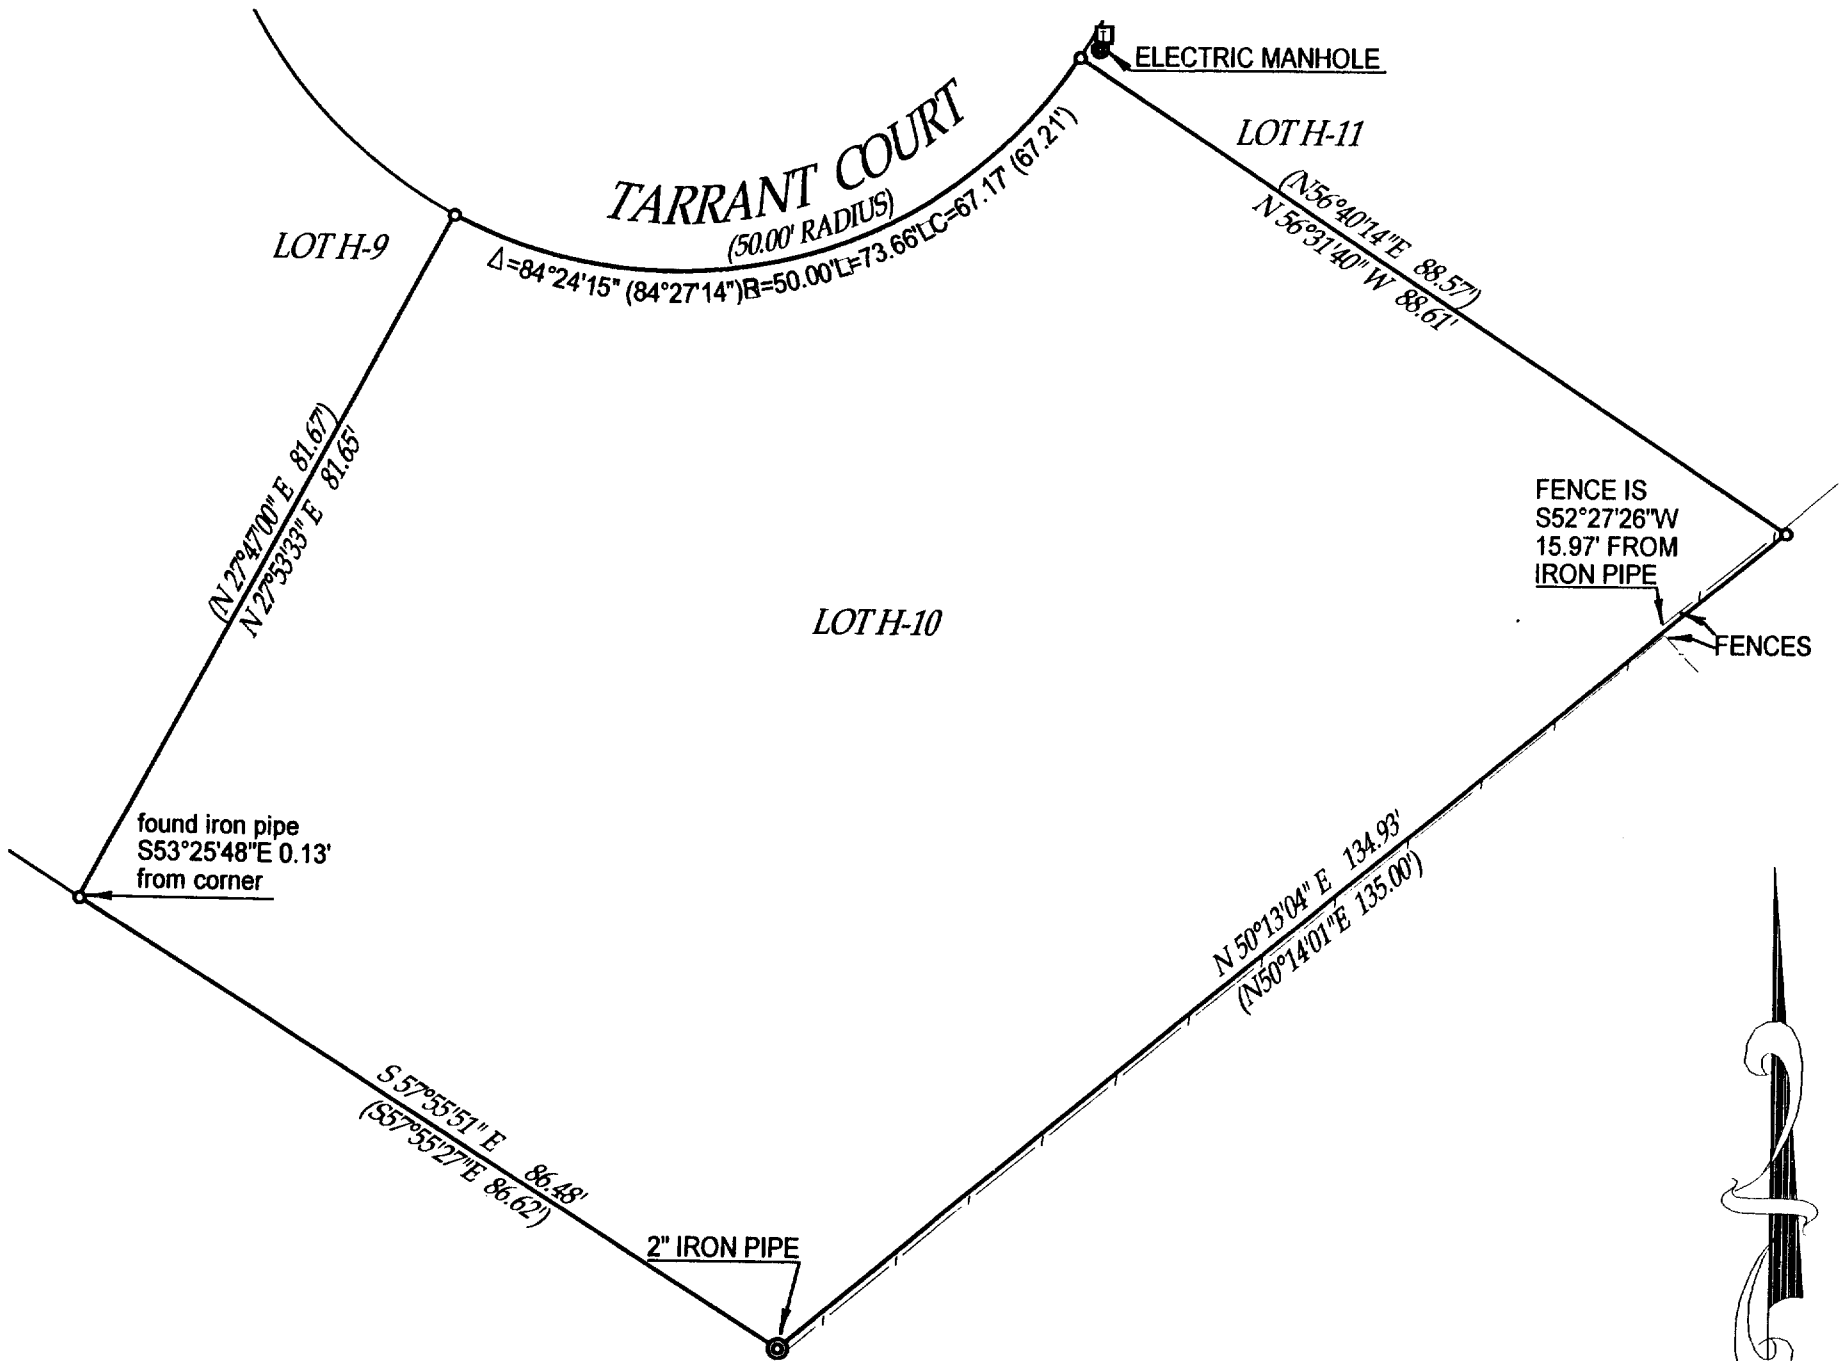 ELECTRIC MANHOLE
LOT H-11
TARRANT COURT
(50.00' RADIUS)
Δ=84°24'15" (84°27'14")R=50.00'L=73.66'LC=67.17' (67.21')
LOT H-9
(N56°40'14"E 88.57')
N 56°31'40" W 88.61'
(N 27°47'00" E 81.67')
N 27°53'33" E 81.65'
FENCE IS
S52°27'26"W
15.97' FROM
IRON PIPE
FENCES
LOT H-10
found iron pipe
S53°25'48"E 0.13'
from corner
N 50°13'04" E 134.93'
(N50°14'01"E 135.00')
S 57°55'51" E 86.48'
(S57°55'27"E 86.62')
2" IRON PIPE